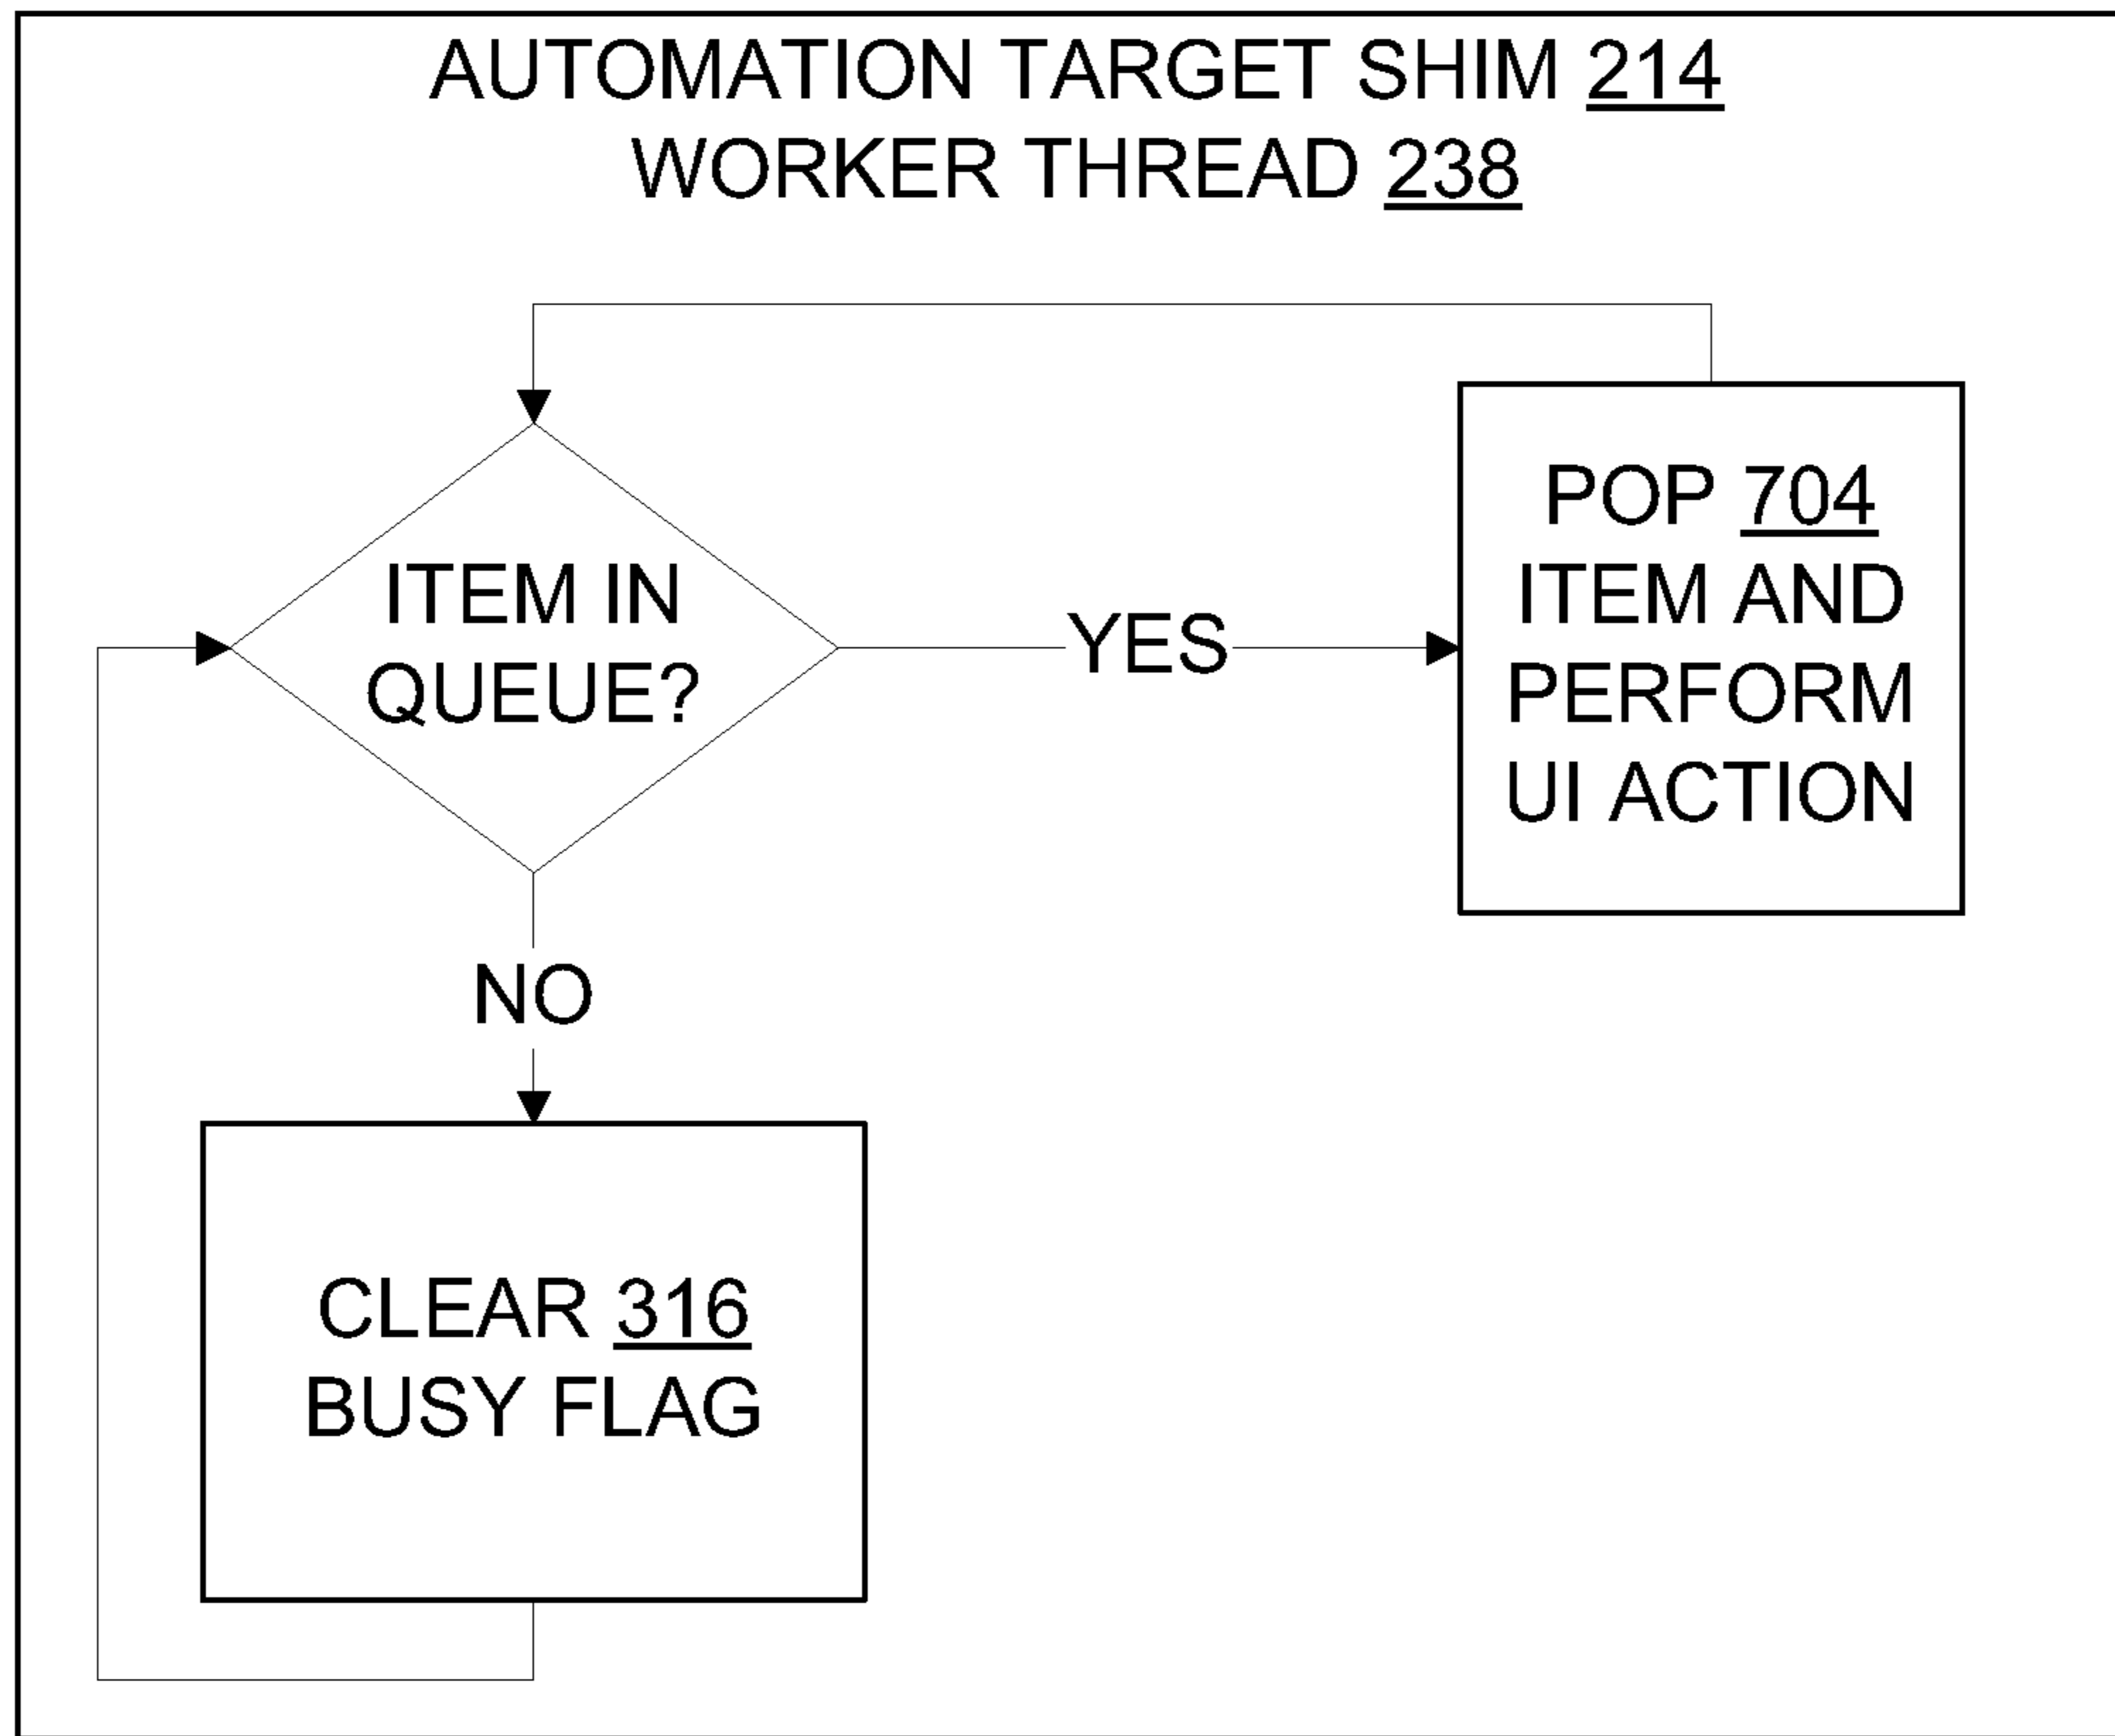 AUTOMATION TARGET SHIM 214
WORKER THREAD 238
ITEM IN
QUEUE?
YES
POP 704
ITEM AND
PERFORM
UI ACTION
NO
CLEAR 316
BUSY FLAG